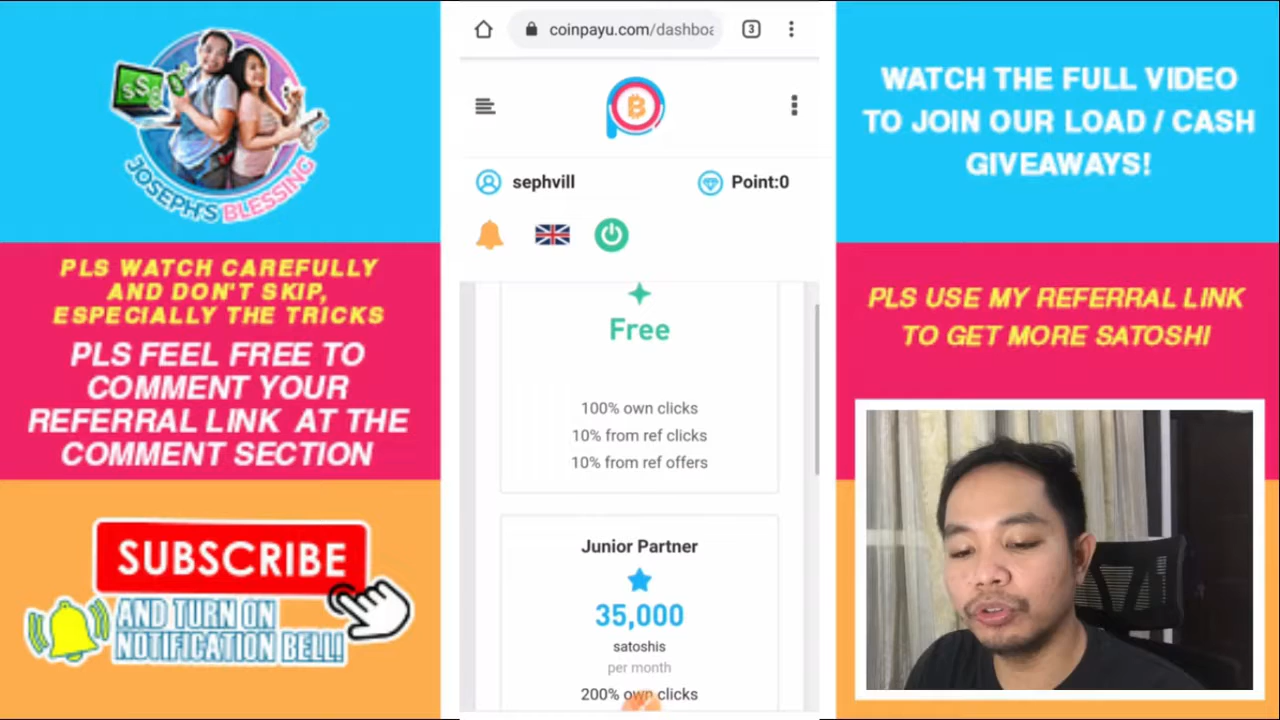 $$$
JOSEPH'S BLESSING
PLS WATCH CAREFULLY
AND DON'T SKIP,
ESPECIALLY THE TRICKS
PLS FEEL FREE TO
COMMENT YOUR
REFERRAL LINK AT THE
COMMENT SECTION
SUBSCRIBE
AND TURN ON
NOTIFICATION BELL!
coinpayu.com/dashboa
3
B
sephvill
Point:0
Free
100% own clicks
10% from ref clicks
10% from ref offers
Junior Partner
35,000
satoshis
per month
200% own clicks
WATCH THE FULL VIDEO
TO JOIN OUR LOAD / CASH
GIVEAWAYS!
PLS USE MY REFERRAL LINK
TO GET MORE SATOSHI